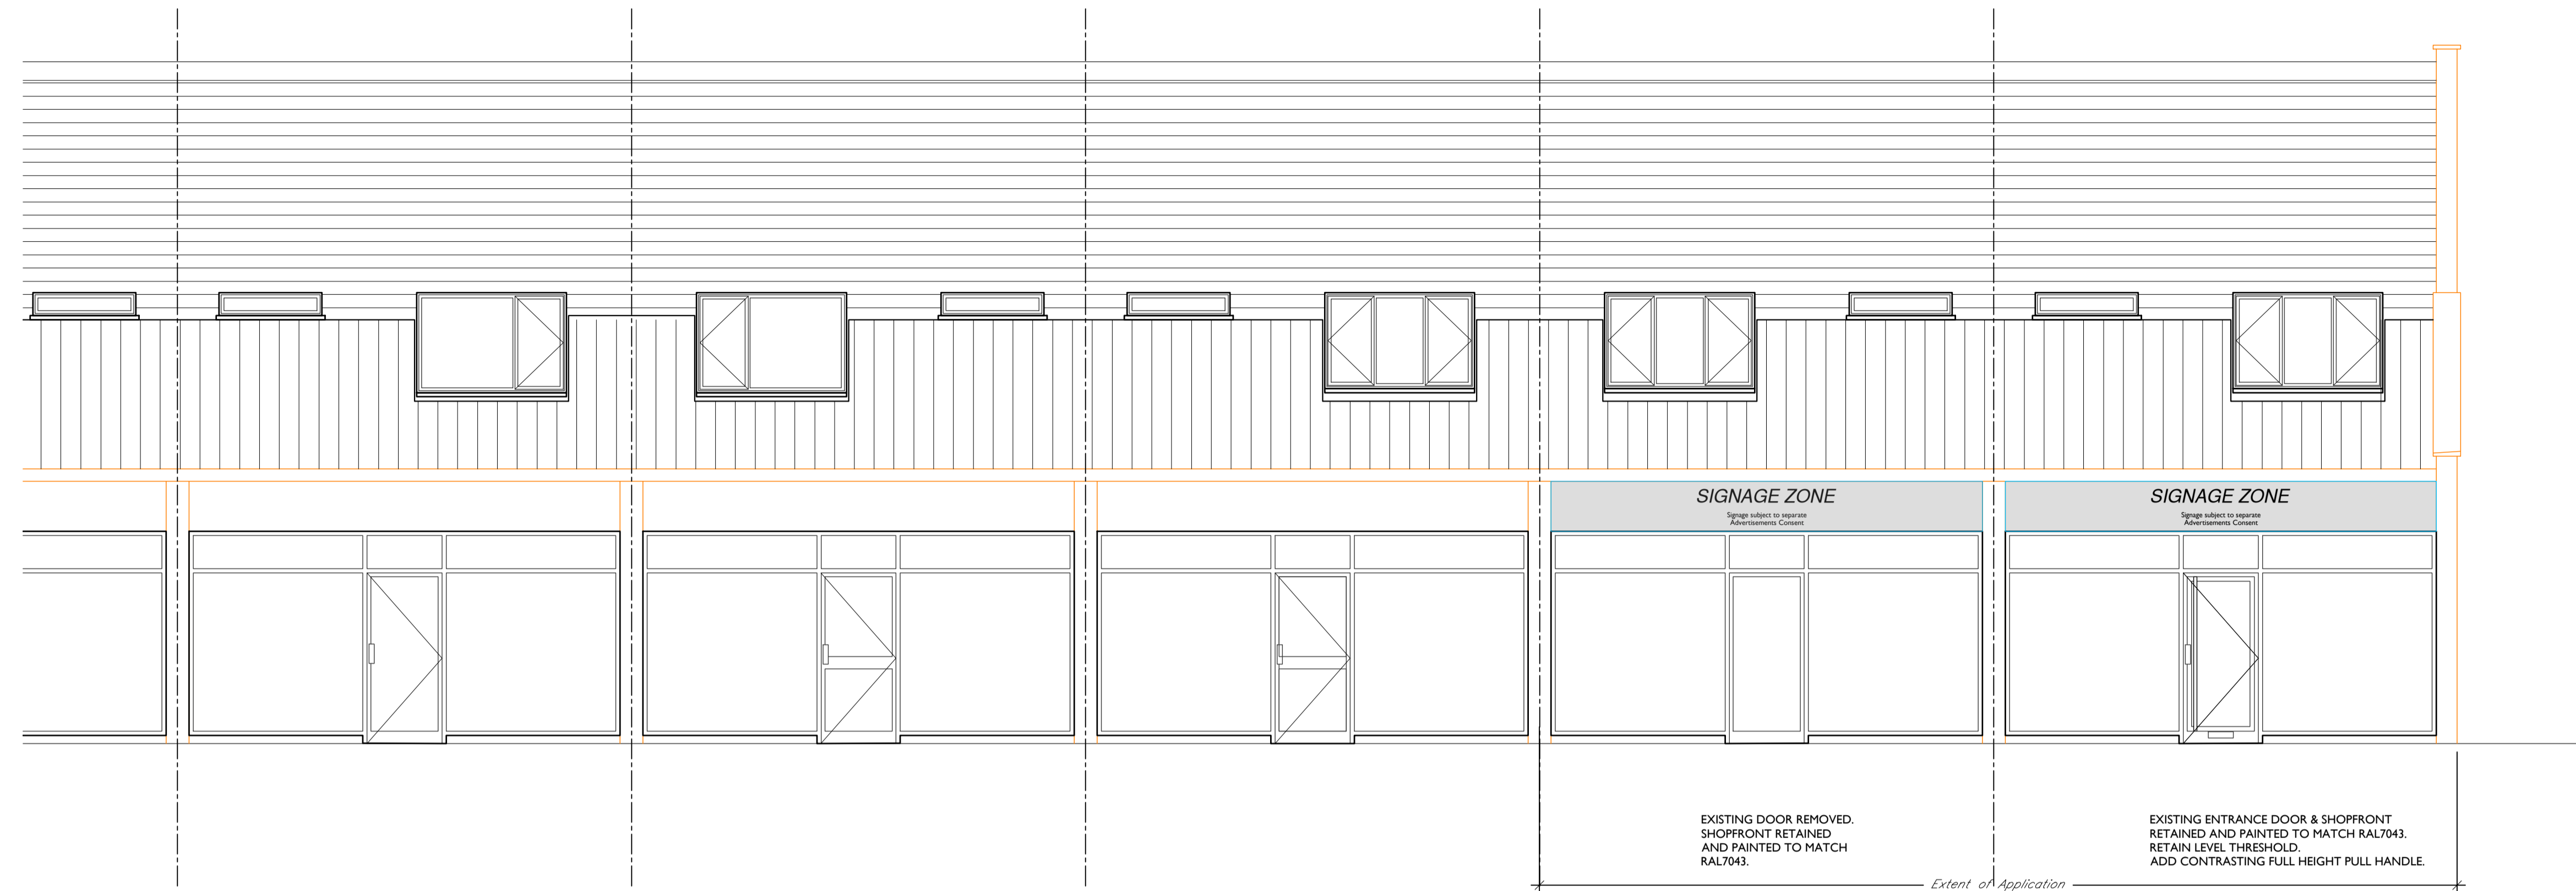 SIGNAGE ZONE
Signage subject to separate
Advertisements Consent
SIGNAGE ZONE
Signage subject to separate
Advertisements Consent
EXISTING DOOR REMOVED.
SHOPFRONT RETAINED
AND PAINTED TO MATCH
RAL7043.
EXISTING ENTRANCE DOOR & SHOPFRONT
RETAINED AND PAINTED TO MATCH RAL7043.
RETAIN LEVEL THRESHOLD.
ADD CONTRASTING FULL HEIGHT PULL HANDLE.
Extent of Application